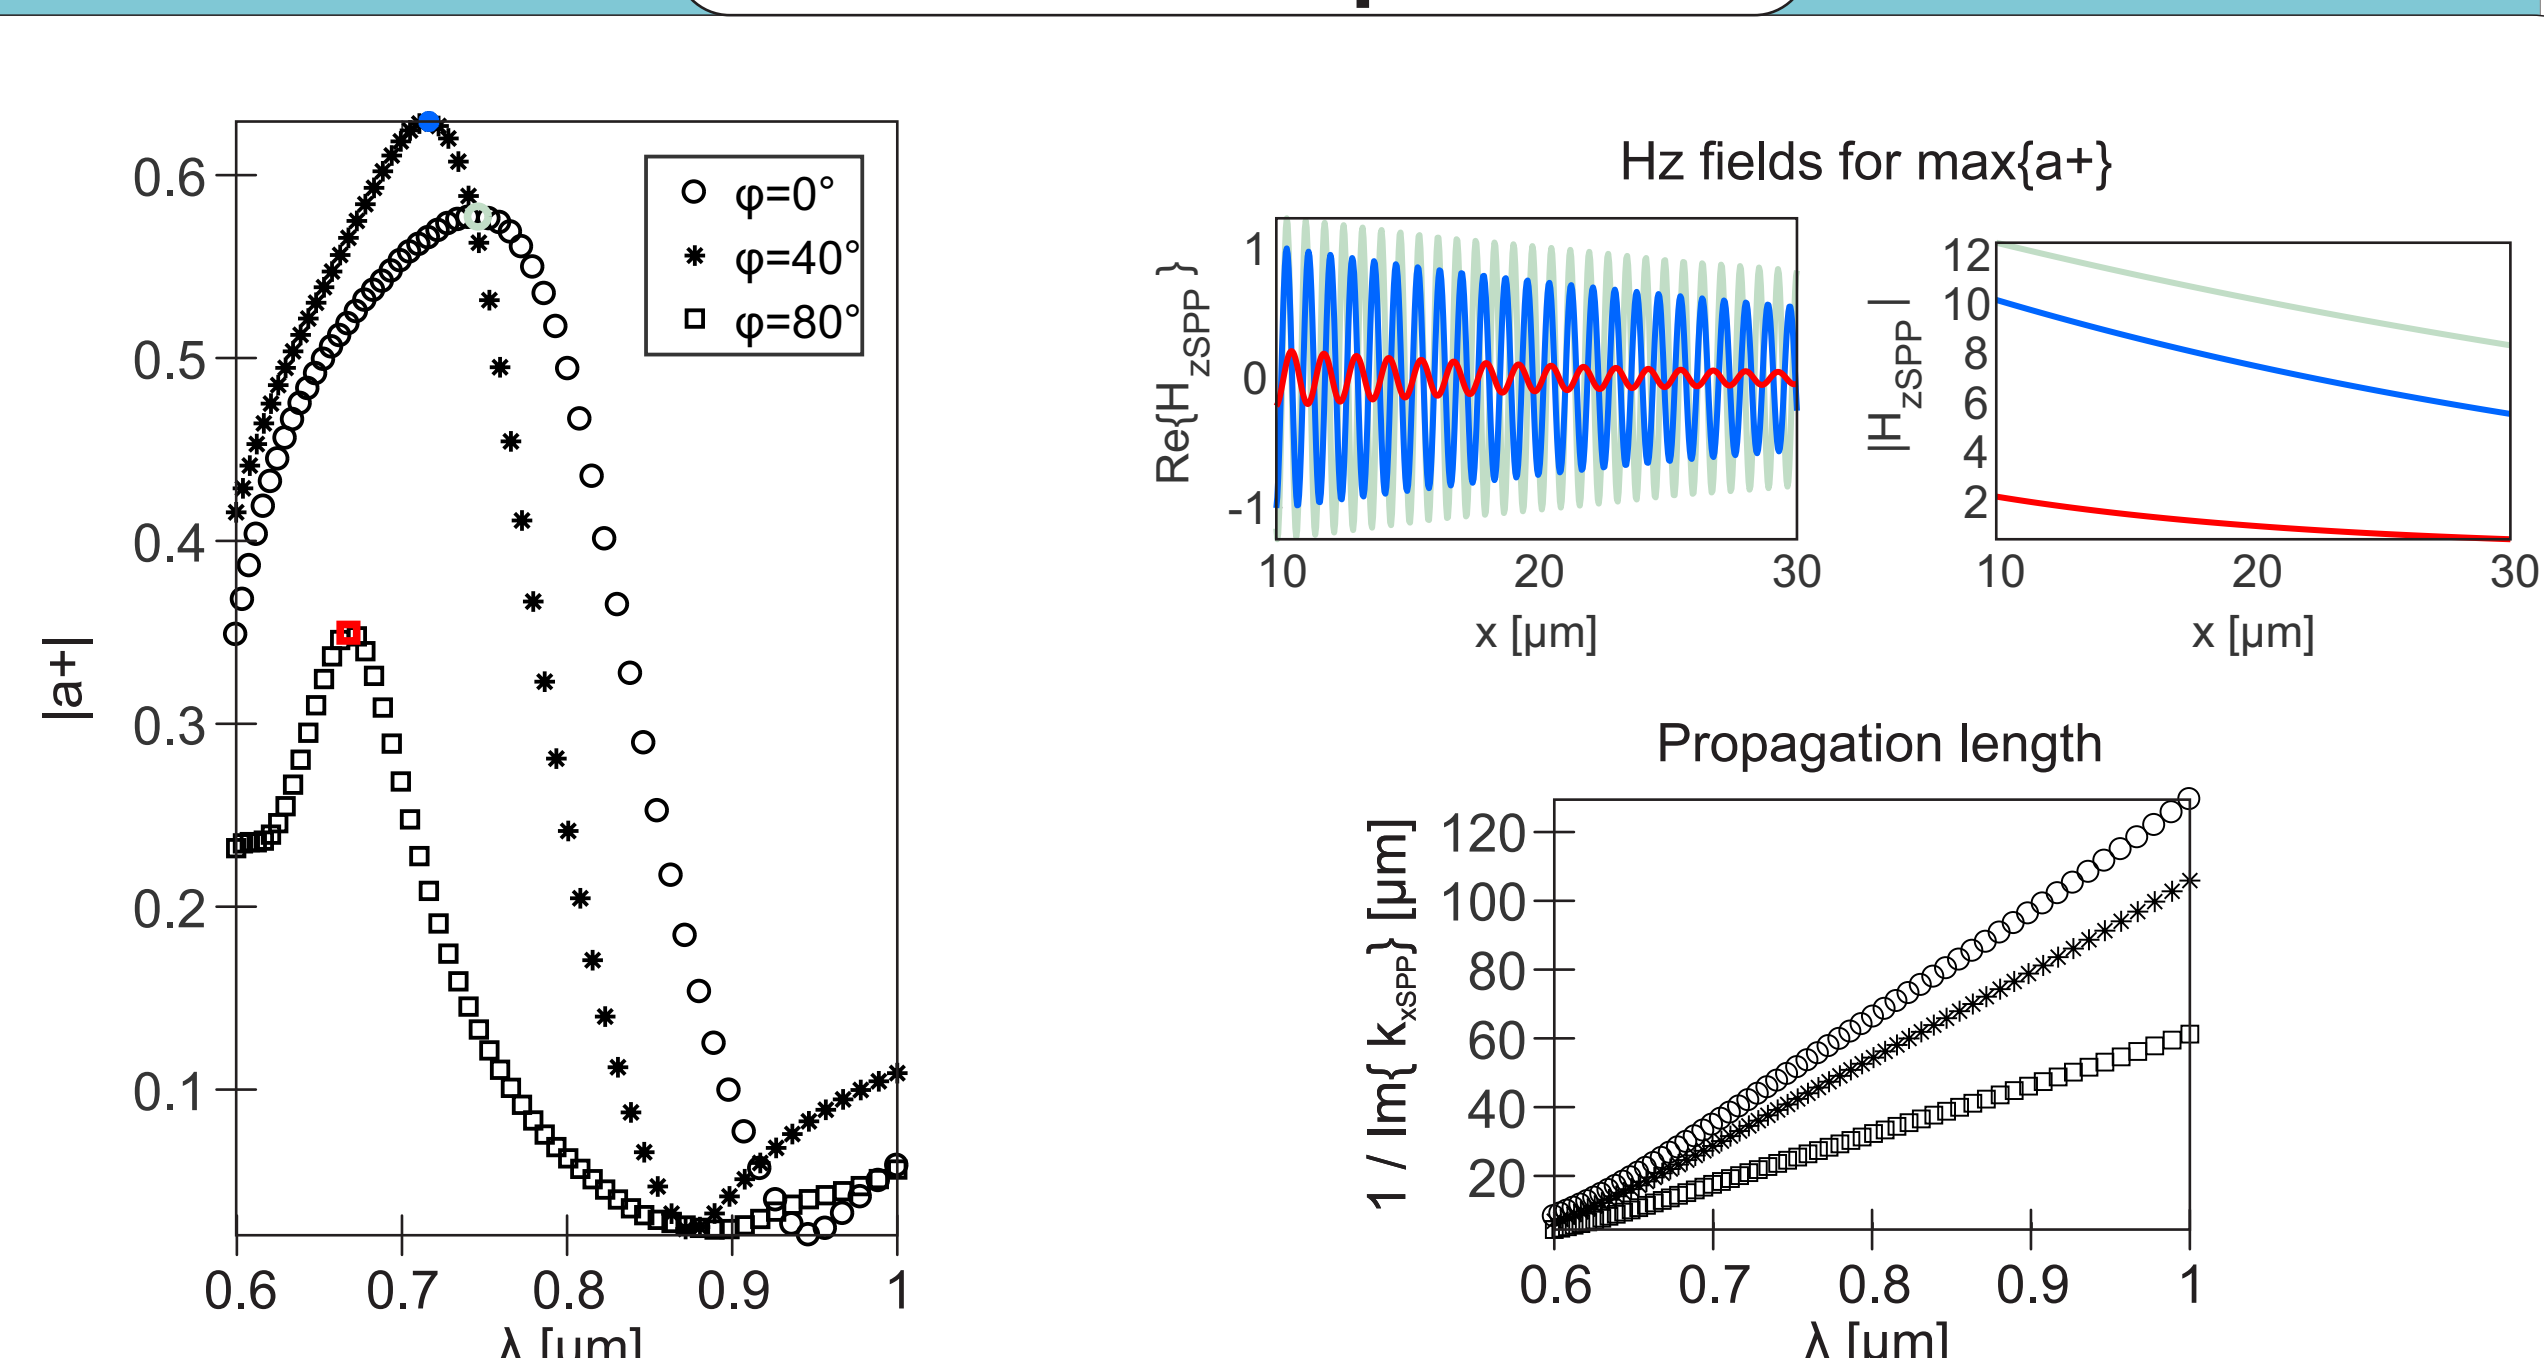 φ=0°
φ=40°
φ=80°
0.6
0.5
0.4
0.3
0.2
0.1
|a+|
0.6 0.7 0.8 0.9 1
λ [µm]
Hz fields for max{a+}
1
0
-1
Re{HzSPP}
10 20 30
x [µm]
12
10
8
6
4
2
|HzSPP|
10 20 30
x [µm]
Propagation length
120
100
80
60
40
20
1 / Im{ kxSPP} [µm]
0.6 0.7 0.8 0.9 1
λ [µm]